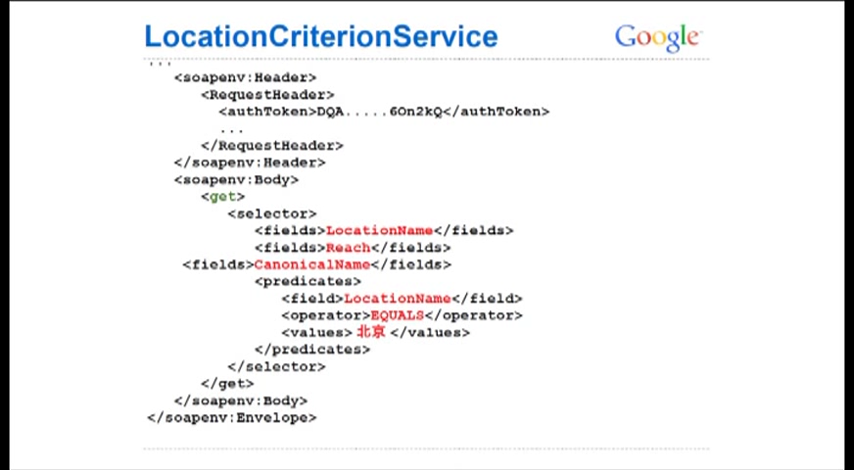 LocationCriterionService
Google
...
<soapenv:Header>
<RequestHeader>
<authToken>DQA.....6On2kQ</authToken>
...
</RequestHeader>
</soapenv:Header>
<soapenv:Body>
<get>
<selector>
<fields>LocationName</fields>
<fields>Reach</fields>
<fields>CanonicalName</fields>
<predicates>
<field>LocationName</field>
<operator>EQUALS</operator>
<values> 北京 </values>
</predicates>
</selector>
</get>
</soapenv:Body>
</soapenv:Envelope>